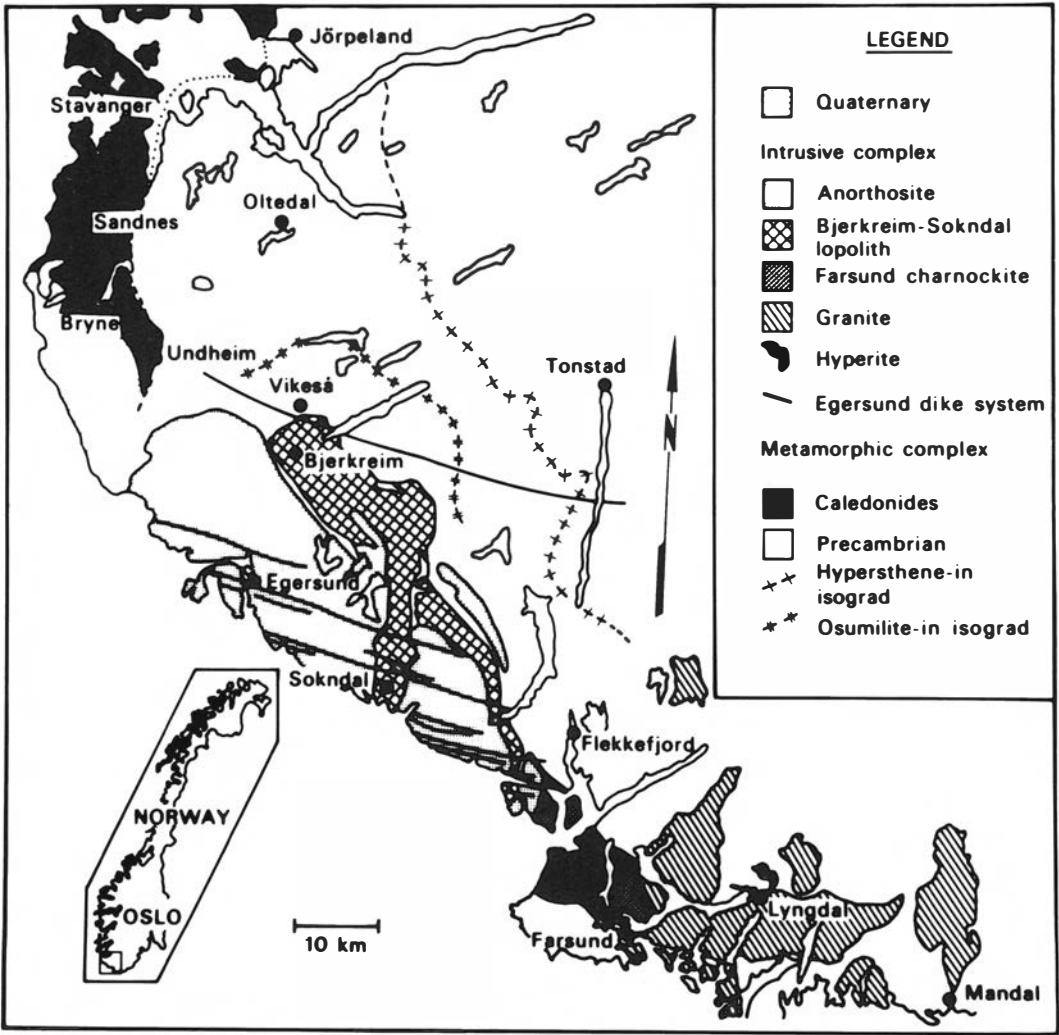 Jörpeland
Stavanger
Oltedal
Sandnes
Bryne
Undheim
Vikeså
Tonstad
N
Bjerkreim
Egersund
Sokndal
Flekkefjord
NORWAY
OSLO
10 km
Farsund
Lyngdal
Mandal
LEGEND
Quaternary
Intrusive complex
Anorthosite
Bjerkreim-Sokndal
lopolith
Farsund charnockite
Granite
Hyperite
Egersund dike system
Metamorphic complex
Caledonides
Precambrian
Hypersthene-in
isograd
Osumilite-in isograd